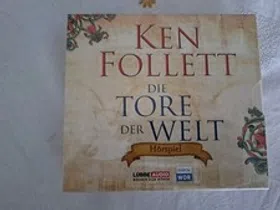 KEN
FOLLETT
DIE
TORE
DER WELT
Hörspiel
LÜBBE AUDIO
WDR